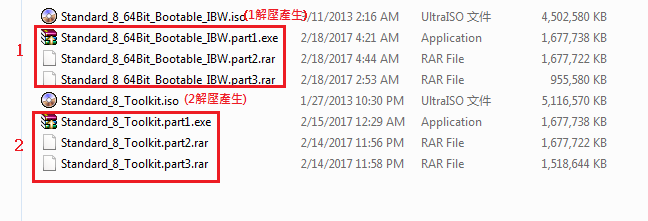 Standard_8_64Bit_Bootable_IBW.iso (1解壓產生) /11/2013 2:16 AM UltraISO 文件 4,502,580 KB
1 Standard_8_64Bit_Bootable_IBW.part1.exe 2/18/2017 4:21 AM Application 1,677,738 KB
Standard_8_64Bit_Bootable_IBW.part2.rar 2/18/2017 4:44 AM RAR File 1,677,722 KB
Standard_8_64Bit_Bootable_IBW.part3.rar 2/18/2017 2:53 AM RAR File 955,580 KB
Standard_8_Toolkit.iso (2解壓產生) 1/27/2013 10:30 PM UltraISO 文件 5,116,570 KB
Standard_8_Toolkit.part1.exe 2/15/2017 12:29 AM Application 1,677,738 KB
2 Standard_8_Toolkit.part2.rar 2/14/2017 11:56 PM RAR File 1,677,722 KB
Standard_8_Toolkit.part3.rar 2/14/2017 11:58 PM RAR File 1,518,644 KB